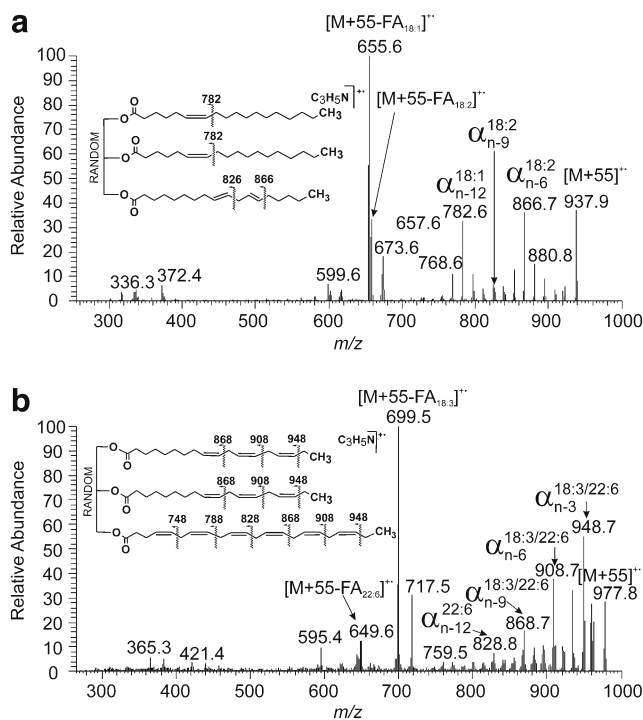 a
[M+55-FA18:1]+·
655.6
[M+55-FA18:2]+·
C3H5N
+·
Relative Abundance
100
90
80
70
60
50
40
30
20
10
0
RANDOM
O
O
782
CH3
O
O
782
CH3
O
O
826 866
CH3
α18:2n-9
α18:1n-12
α18:2n-6
[M+55]+·
657.6
782.6
866.7
937.9
673.6
768.6
880.8
336.3
372.4
599.6
300 400 500 600 700 800 900 1000
m/z
b
[M+55-FA18:3]+·
699.5
C3H5N
+·
Relative Abundance
100
90
80
70
60
50
40
30
20
10
0
RANDOM
O
O
868 908 948
CH3
O
O
868 908 948
CH3
O
O
748 788 828 868 908 948
CH3
α18:3/22:6n-3
948.7
α18:3/22:6n-6
908.7
[M+55]+·
977.8
α18:3/22:6n-9
868.7
α22:6n-12
828.8
[M+55-FA22:6]+·
717.5
649.6
595.4
759.5
365.3
421.4
300 400 500 600 700 800 900 1000
m/z